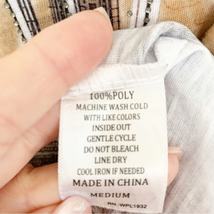 100%POLY
MACHINE WASH COLD
WITH LIKE COLORS
INSIDE OUT
GENTLE CYCLE
DO NOT BLEACH
LINE DRY
COOL IRON IF NEEDED
MADE IN CHINA
MEDIUM
RN: WPL1932